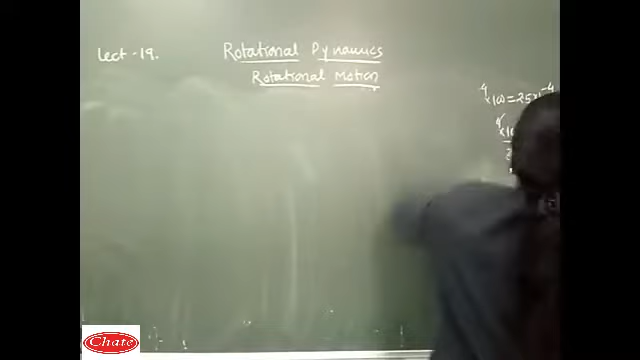 Lect - 19.
Rotational Dynamics
Rotational Motion
Chate